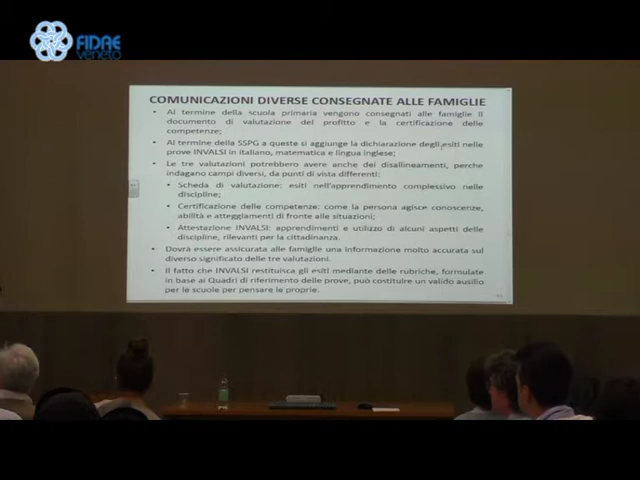 FIDAE
veneto
COMUNICAZIONI DIVERSE CONSEGNATE ALLE FAMIGLIE
• Al termine della scuola primaria vengono consegnati alle famiglie il
documento di valutazione del profitto e la certificazione delle
competenze;
• Al termine della SSPG a queste si aggiunge la dichiarazione degli esiti nelle
prove INVALSI in italiano, matematica e lingua inglese;
• Le tre valutazioni potrebbero avere anche dei disallineamenti, perche
indagano campi diversi, da punti di vista differenti:
• Scheda di valutazione: esiti nell'apprendimento complessivo nelle
discipline;
• Certificazione delle competenze: come la persona agisce conoscenze,
abilità e atteggiamenti di fronte alle situazioni;
• Attestazione INVALSI: apprendimenti e utilizzo di alcuni aspetti delle
discipline, rilevanti per la cittadinanza.
• Dovrà essere assicurata alle famiglie una informazione molto accurata sul
diverso significato delle tre valutazioni.
• Il fatto che INVALSI restituisca gli esiti mediante delle rubriche, formulate
in base ai Quadri di riferimento delle prove, può costituire un valido ausilio
per le scuole per pensare le proprie.